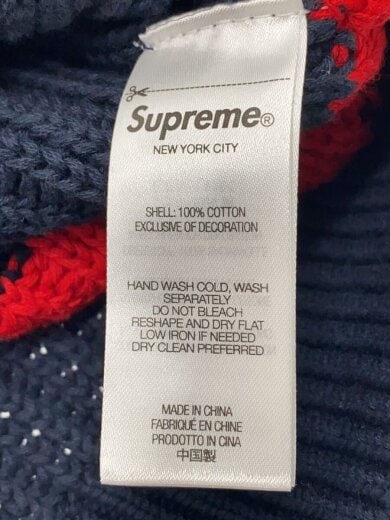 Supreme®
NEW YORK CITY
SHELL: 100% COTTON
EXCLUSIVE OF DECORATION
HAND WASH COLD, WASH
SEPARATELY
DO NOT BLEACH
RESHAPE AND DRY FLAT
LOW IRON IF NEEDED
DRY CLEAN PREFERRED
MADE IN CHINA
FABRIQUÉ EN CHINE
PRODOTTO IN CINA
中国製